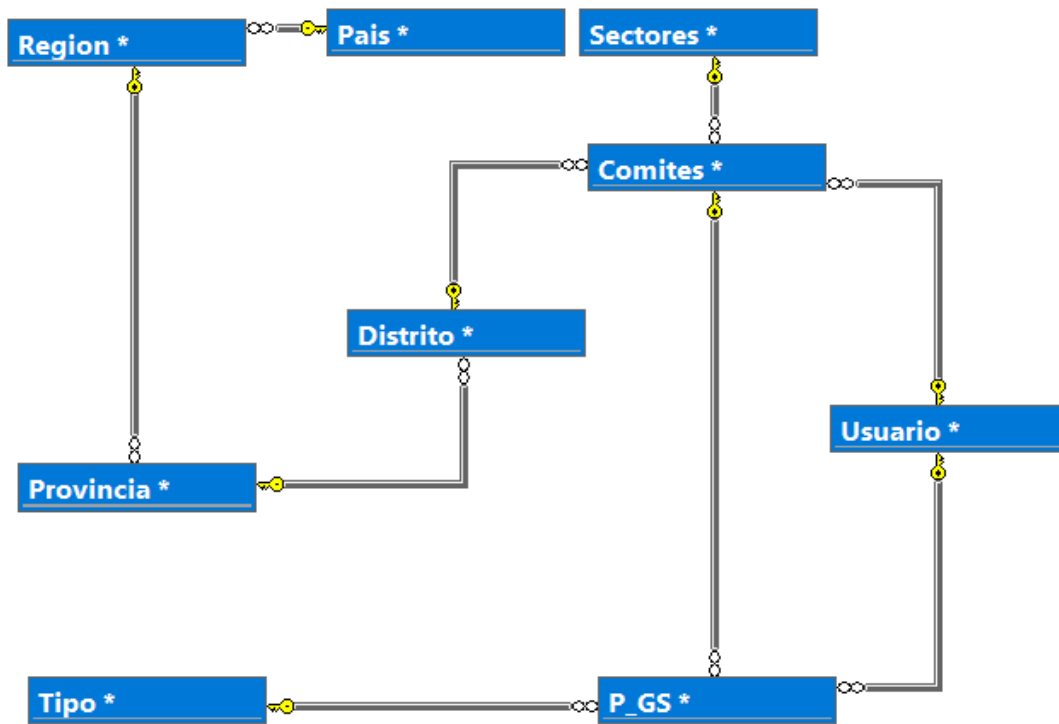 Region *
Pais *
Sectores *
Comites *
Distrito *
Usuario *
Provincia *
Tipo *
P_GS *